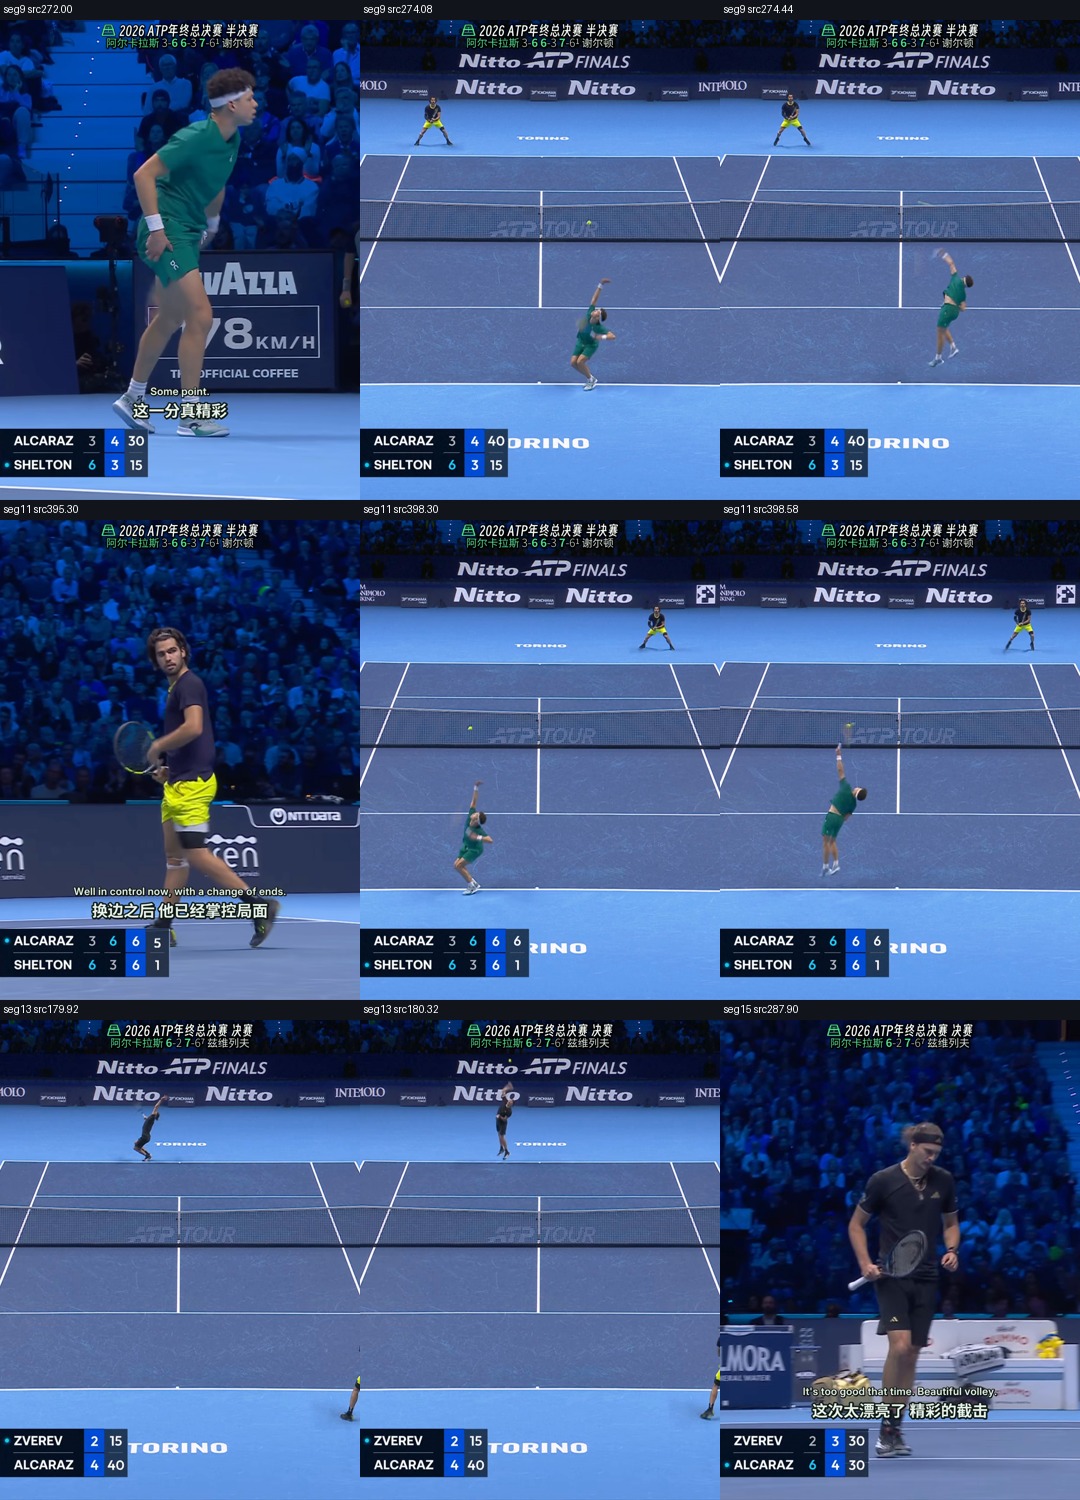 seg9 src272.00
2026 ATP年终总决赛 半决赛
阿尔卡拉斯 3-6 6-3 7-6¹ 谢尔顿
LAVAZZA
78 KM/H
OFFICIAL COFFEE
Some point.
这一分真精彩
ALCARAZ 3 4 30
SHELTON 6 3 15
seg9 src274.08
2026 ATP年终总决赛 半决赛
阿尔卡拉斯 3-6 6-3 7-6¹ 谢尔顿
Nitto ATP FINALS
Nitto Nitto
TORINO
ATP TOUR
ORINO
ALCARAZ 3 4 40
SHELTON 6 3 15
seg9 src274.44
2026 ATP年终总决赛 半决赛
阿尔卡拉斯 3-6 6-3 7-6¹ 谢尔顿
Nitto ATP FINALS
Nitto Nitto
TORINO
ATP TOUR
ORINO
ALCARAZ 3 4 40
SHELTON 6 3 15
seg11 src395.30
2026 ATP年终总决赛 半决赛
阿尔卡拉斯 3-6 6-3 7-6¹ 谢尔顿
NTT DATA
Well in control now, with a change of ends.
换边之后 他已经掌控局面
ALCARAZ 3 6 6 5
SHELTON 6 3 6 1
seg11 src398.30
2026 ATP年终总决赛 半决赛
阿尔卡拉斯 3-6 6-3 7-6¹ 谢尔顿
Nitto ATP FINALS
Nitto Nitto
TORINO
ATP TOUR
RINO
ALCARAZ 3 6 6 6
SHELTON 6 3 6 1
seg11 src398.58
2026 ATP年终总决赛 半决赛
阿尔卡拉斯 3-6 6-3 7-6¹ 谢尔顿
Nitto ATP FINALS
Nitto Nitto
TORINO
ATP TOUR
RINO
ALCARAZ 3 6 6 6
SHELTON 6 3 6 1
seg13 src179.92
2026 ATP年终总决赛 决赛
阿尔卡拉斯 6-2 7-6⁷ 兹维列夫
Nitto ATP FINALS
Nitto Nitto
TORINO
ATP TOUR
TORINO
ZVEREV 2 15
ALCARAZ 4 40
seg13 src180.32
2026 ATP年终总决赛 决赛
阿尔卡拉斯 6-2 7-6⁷ 兹维列夫
Nitto ATP FINALS
Nitto Nitto
TORINO
ATP TOUR
TORINO
ZVEREV 2 15
ALCARAZ 4 40
seg15 src287.90
2026 ATP年终总决赛 决赛
阿尔卡拉斯 6-2 7-6⁷ 兹维列夫
LMORA
It's too good that time. Beautiful volley.
这次太漂亮了 精彩的截击
ZVEREV 2 3 30
ALCARAZ 6 4 30